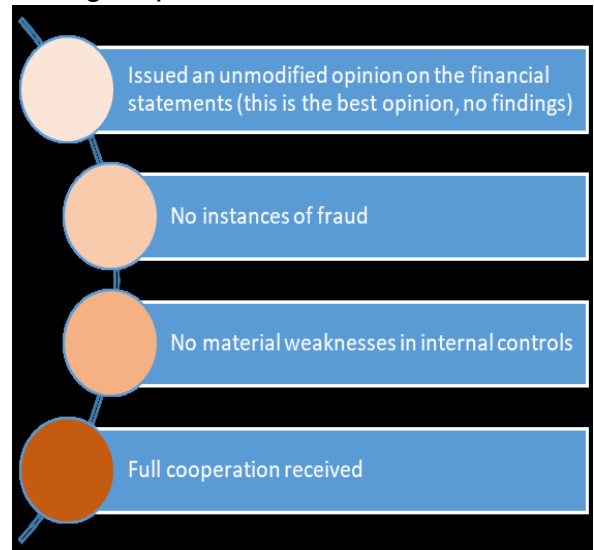 Issued an unmodified opinion on the financial
statements (this is the best opinion, no findings)
No instances of fraud
No material weaknesses in internal controls
Full cooperation received